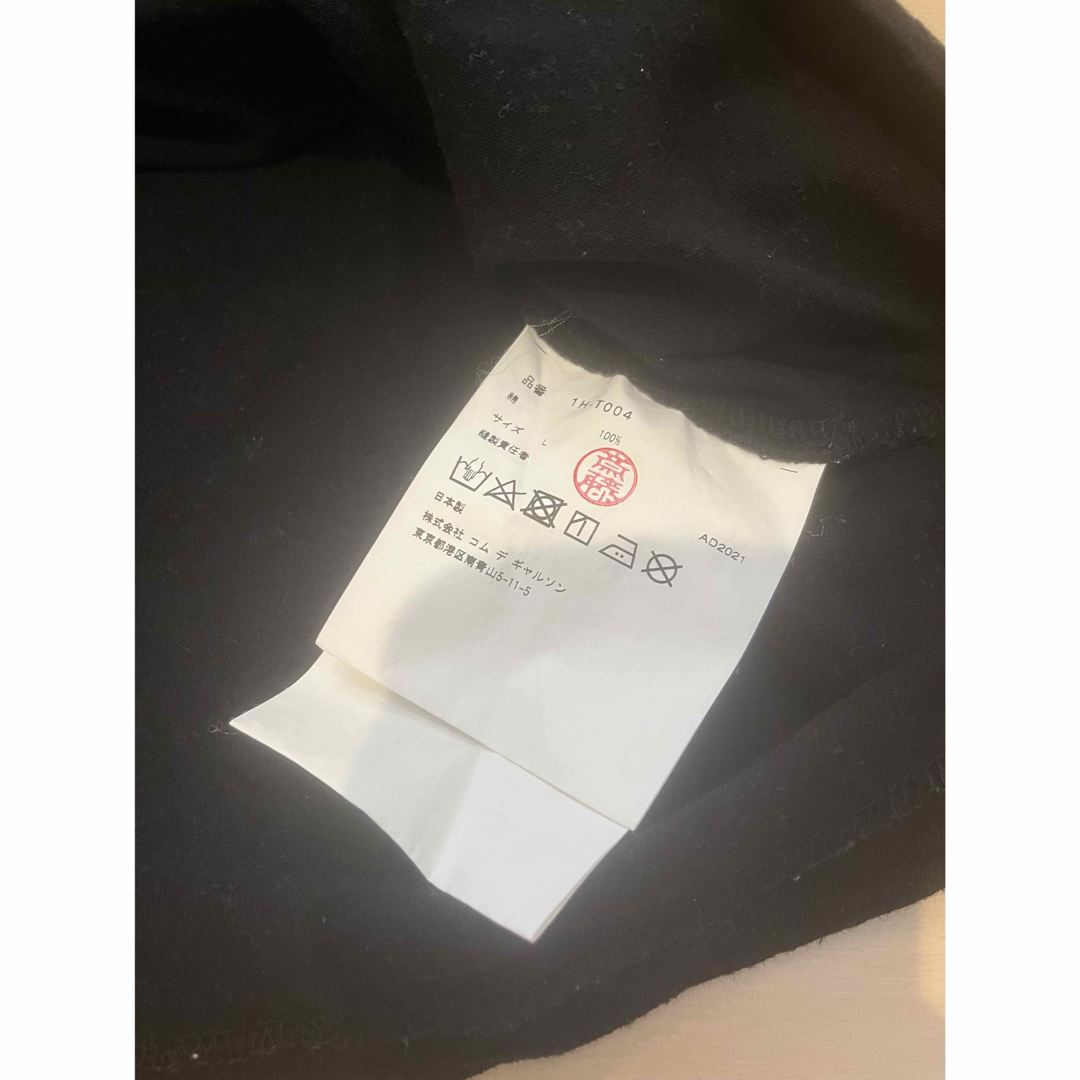 品番 1H-T004
綿 100%
サイズ L
縫製責任者 斎藤
日本製 AD2021
株式会社 コム デ ギャルソン
東京都港区南青山5-11-5